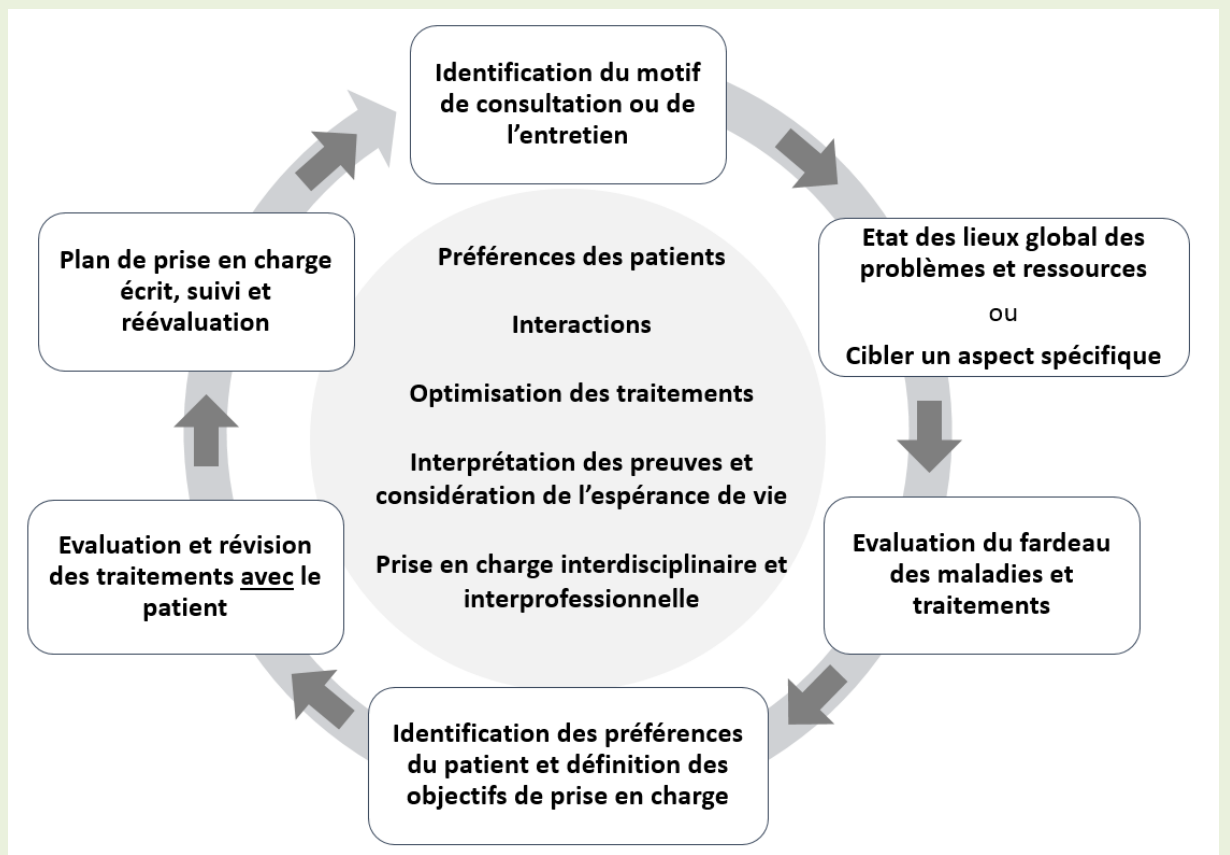 Identification du motif
de consultation ou de
l’entretien
Etat des lieux global des
problèmes et ressources
ou
Cibler un aspect spécifique
Evaluation du fardeau
des maladies et
traitements
Identification des préférences
du patient et définition des
objectifs de prise en charge
Evaluation et révision
des traitements avec le
patient
Plan de prise en charge
écrit, suivi et
réévaluation
Préférences des patients
Interactions
Optimisation des traitements
Interprétation des preuves et
considération de l’espérance de vie
Prise en charge interdisciplinaire et
interprofessionnelle